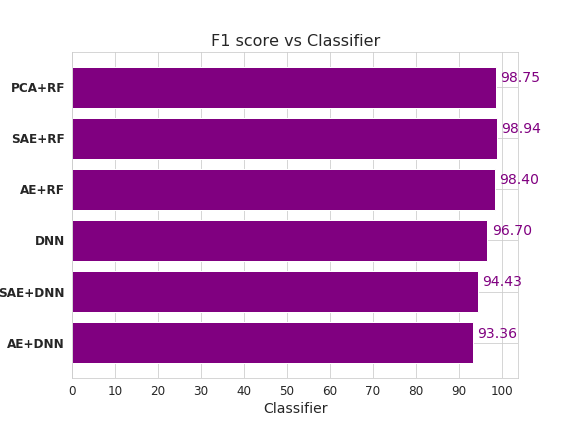 F1 score vs Classifier
PCA+RF 98.75
SAE+RF 98.94
AE+RF 98.40
DNN 96.70
SAE+DNN 94.43
AE+DNN 93.36
0 10 20 30 40 50 60 70 80 90 100
Classifier